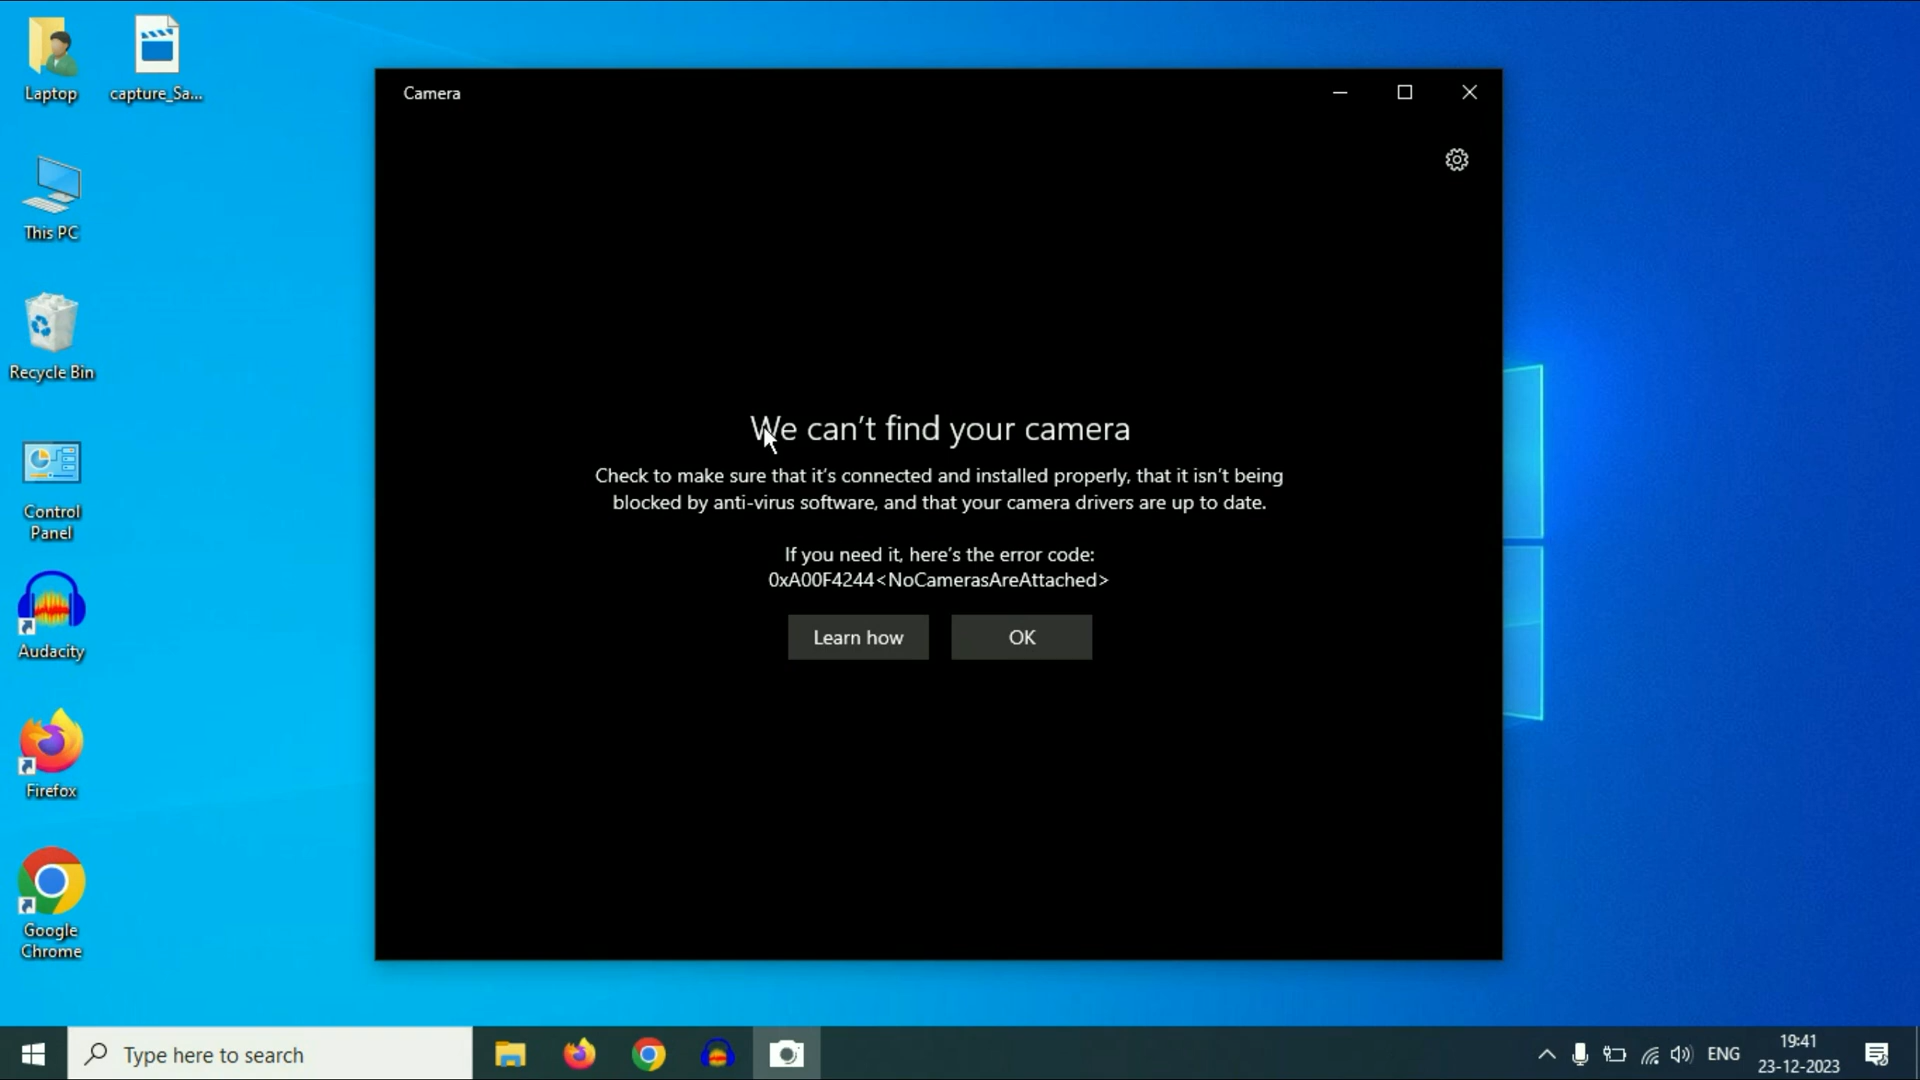 Laptop
capture_Sa...
This PC
Recycle Bin
Control
Panel
Audacity
Firefox
Google
Chrome
Camera
We can't find your camera
Check to make sure that it's connected and installed properly, that it isn't being
blocked by anti-virus software, and that your camera drivers are up to date.
If you need it, here's the error code:
0xA00F4244<NoCamerasAreAttached>
Learn how
OK
Type here to search
ENG
19:41
23-12-2023